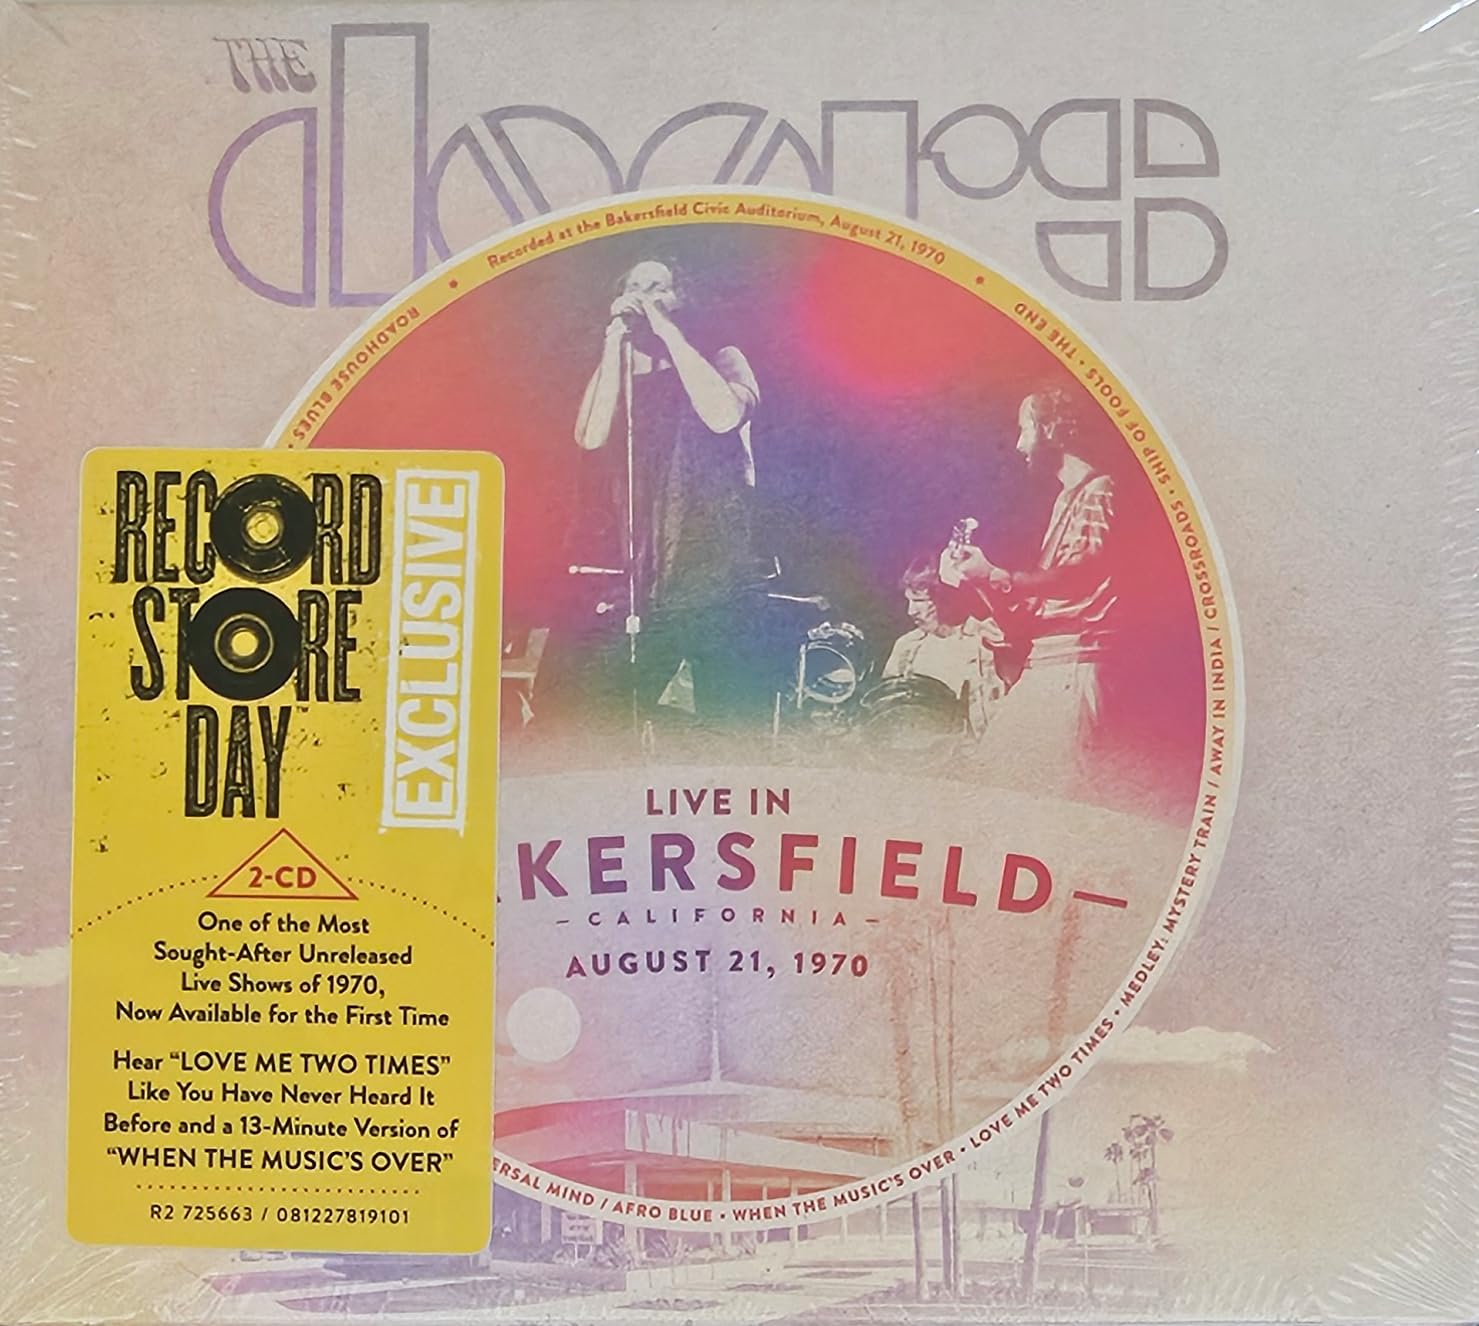 THE
doors
Recorded at the Bakersfield Civic Auditorium, August 21, 1970
ROADHOUSE BLUES •
ERSAL MIND / AFRO BLUE • WHEN THE MUSIC'S OVER • LOVE ME TWO TIMES • MEDLEY: MYSTERY TRAIN / AWAY IN INDIA / CROSSROADS • SHIP OF FOOLS • THE END
LIVE IN
KERSFIELD—
– CALIFORNIA –
AUGUST 21, 1970
RECORD
STORE
DAY™
EXCLUSIVE
2-CD
One of the Most
Sought-After Unreleased
Live Shows of 1970,
Now Available for the First Time
Hear “LOVE ME TWO TIMES”
Like You Have Never Heard It
Before and a 13-Minute Version of
“WHEN THE MUSIC’S OVER”
R2 725663 / 081227819101